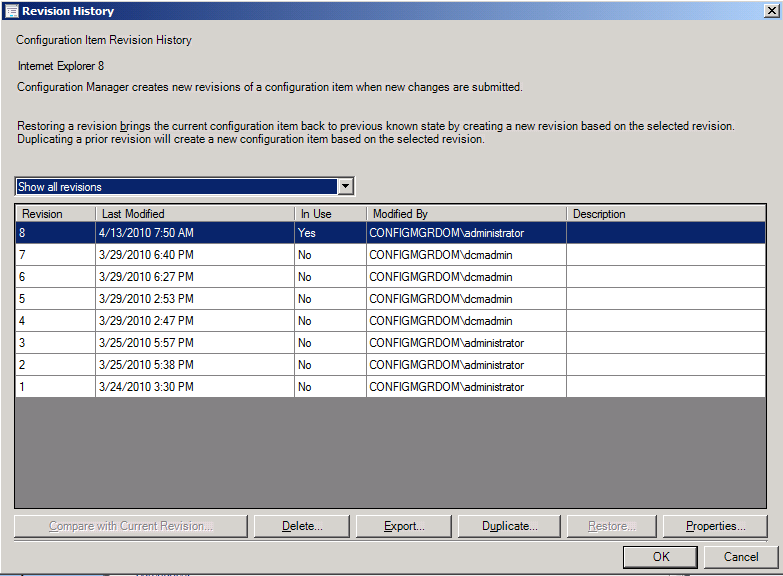 Revision History
Configuration Item Revision History
Internet Explorer 8
Configuration Manager creates new revisions of a configuration item when new changes are submitted.
Restoring a revision brings the current configuration item back to previous known state by creating a new revision based on the selected revision.
Duplicating a prior revision will create a new configuration item based on the selected revision.
Show all revisions
Revision Last Modified In Use Modified By Description
8 4/13/2010 7:50 AM Yes CONFIGMGRDOM\administrator
7 3/29/2010 6:40 PM No CONFIGMGRDOM\dcmadmin
6 3/29/2010 6:27 PM No CONFIGMGRDOM\dcmadmin
5 3/29/2010 2:53 PM No CONFIGMGRDOM\dcmadmin
4 3/29/2010 2:47 PM No CONFIGMGRDOM\dcmadmin
3 3/25/2010 5:57 PM No CONFIGMGRDOM\administrator
2 3/25/2010 5:38 PM No CONFIGMGRDOM\administrator
1 3/24/2010 3:30 PM No CONFIGMGRDOM\administrator
Compare with Current Revision... Delete... Export... Duplicate... Restore... Properties...
OK Cancel